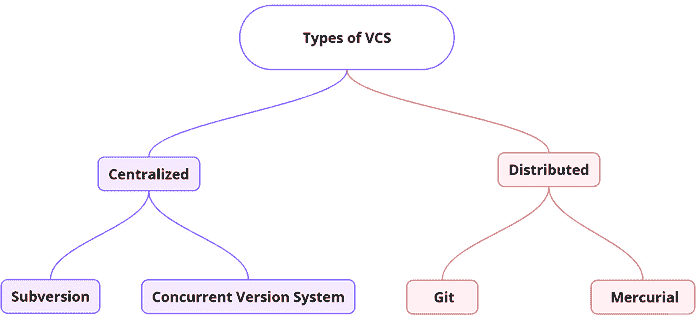 Types of VCS
Centralized
Distributed
Subversion
Concurrent Version System
Git
Mercurial